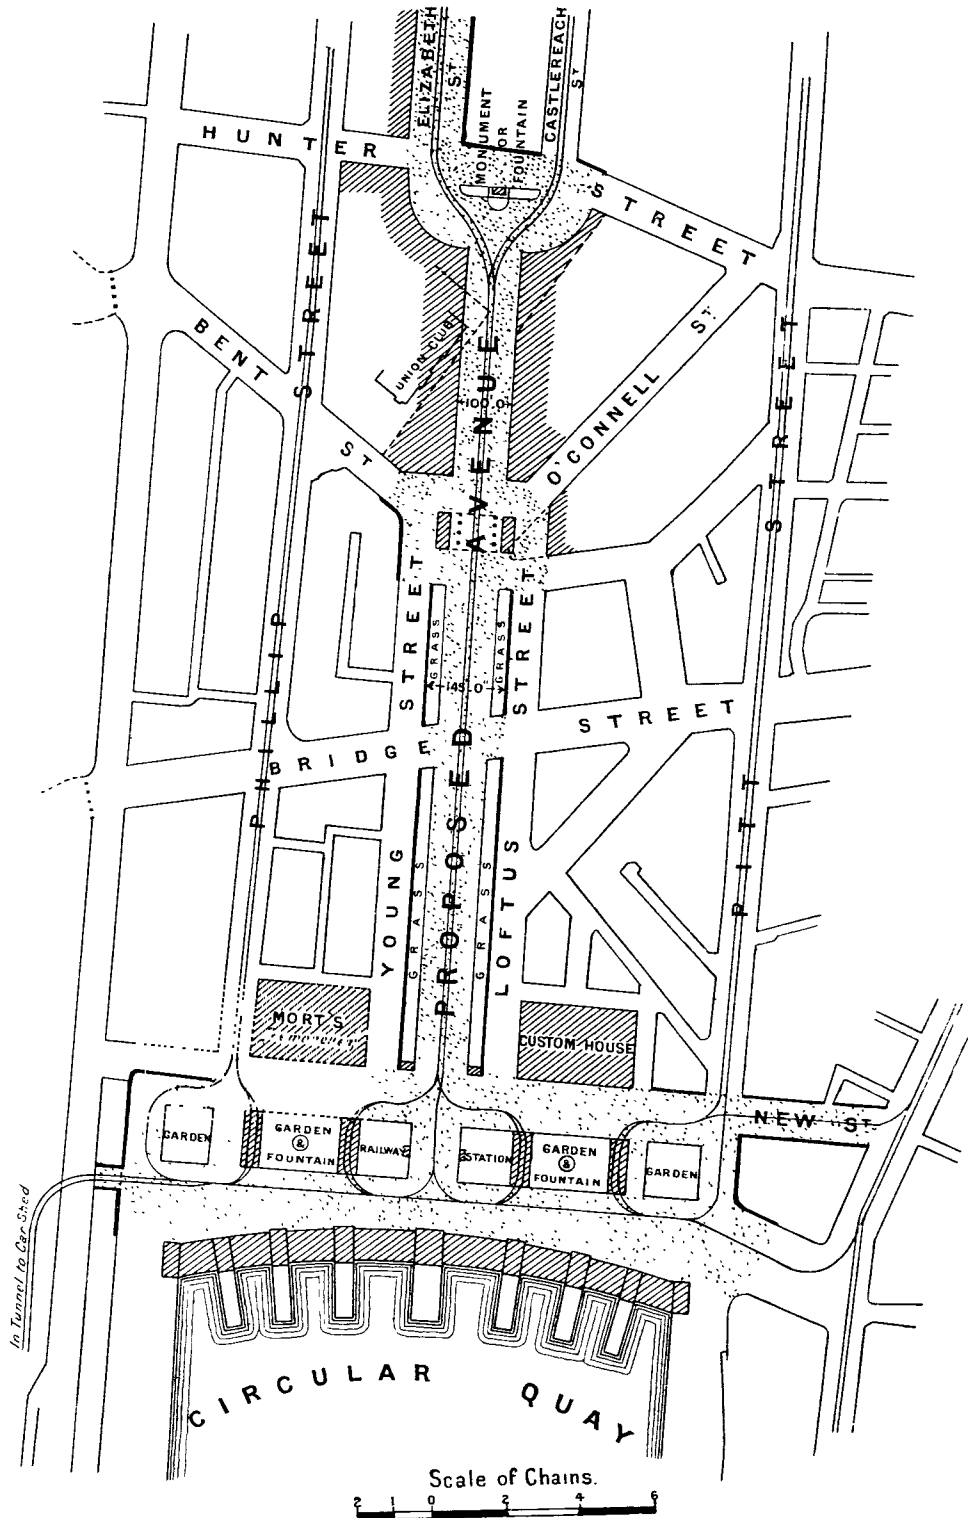 ELIZABETH ST
CASTLEREACH ST
MONUMENT
OR
FOUNTAIN
HUNTER
STREET
BENT
ST
UNION CLUB
100.0
O'CONNELL ST
PHILLIP STREET
PITT STREET
PROPOSED AVENUE
YOUNG STREET
LOFTUS STREET
GRASS
GRASS
145.0"
BRIDGE
STREET
GRASS
GRASS
MORT'S
CUSTOM HOUSE
NEW ST
GARDEN
GARDEN
&
FOUNTAIN
RAILWAY
STATION
GARDEN
&
FOUNTAIN
GARDEN
In Tunnel to Car Shed
CIRCULAR QUAY
Scale of Chains.
2 1 0 2 4 6